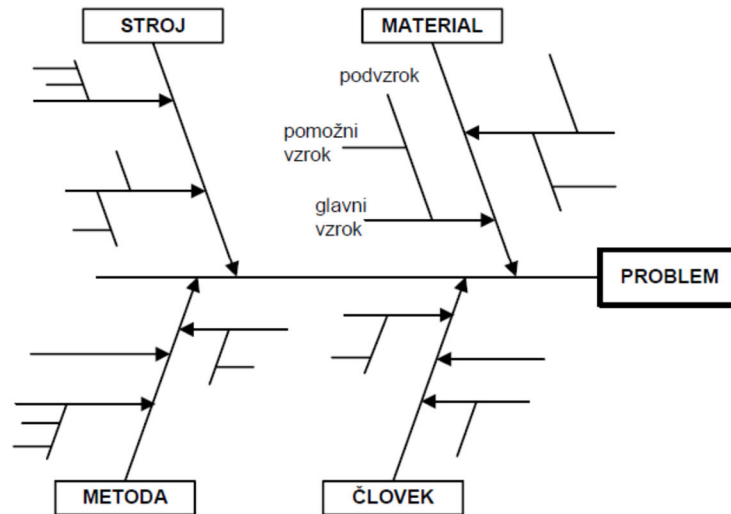 STROJ
MATERIAL
podvzrok
pomožni
vzrok
glavni
vzrok
PROBLEM
METODA
ČLOVEK